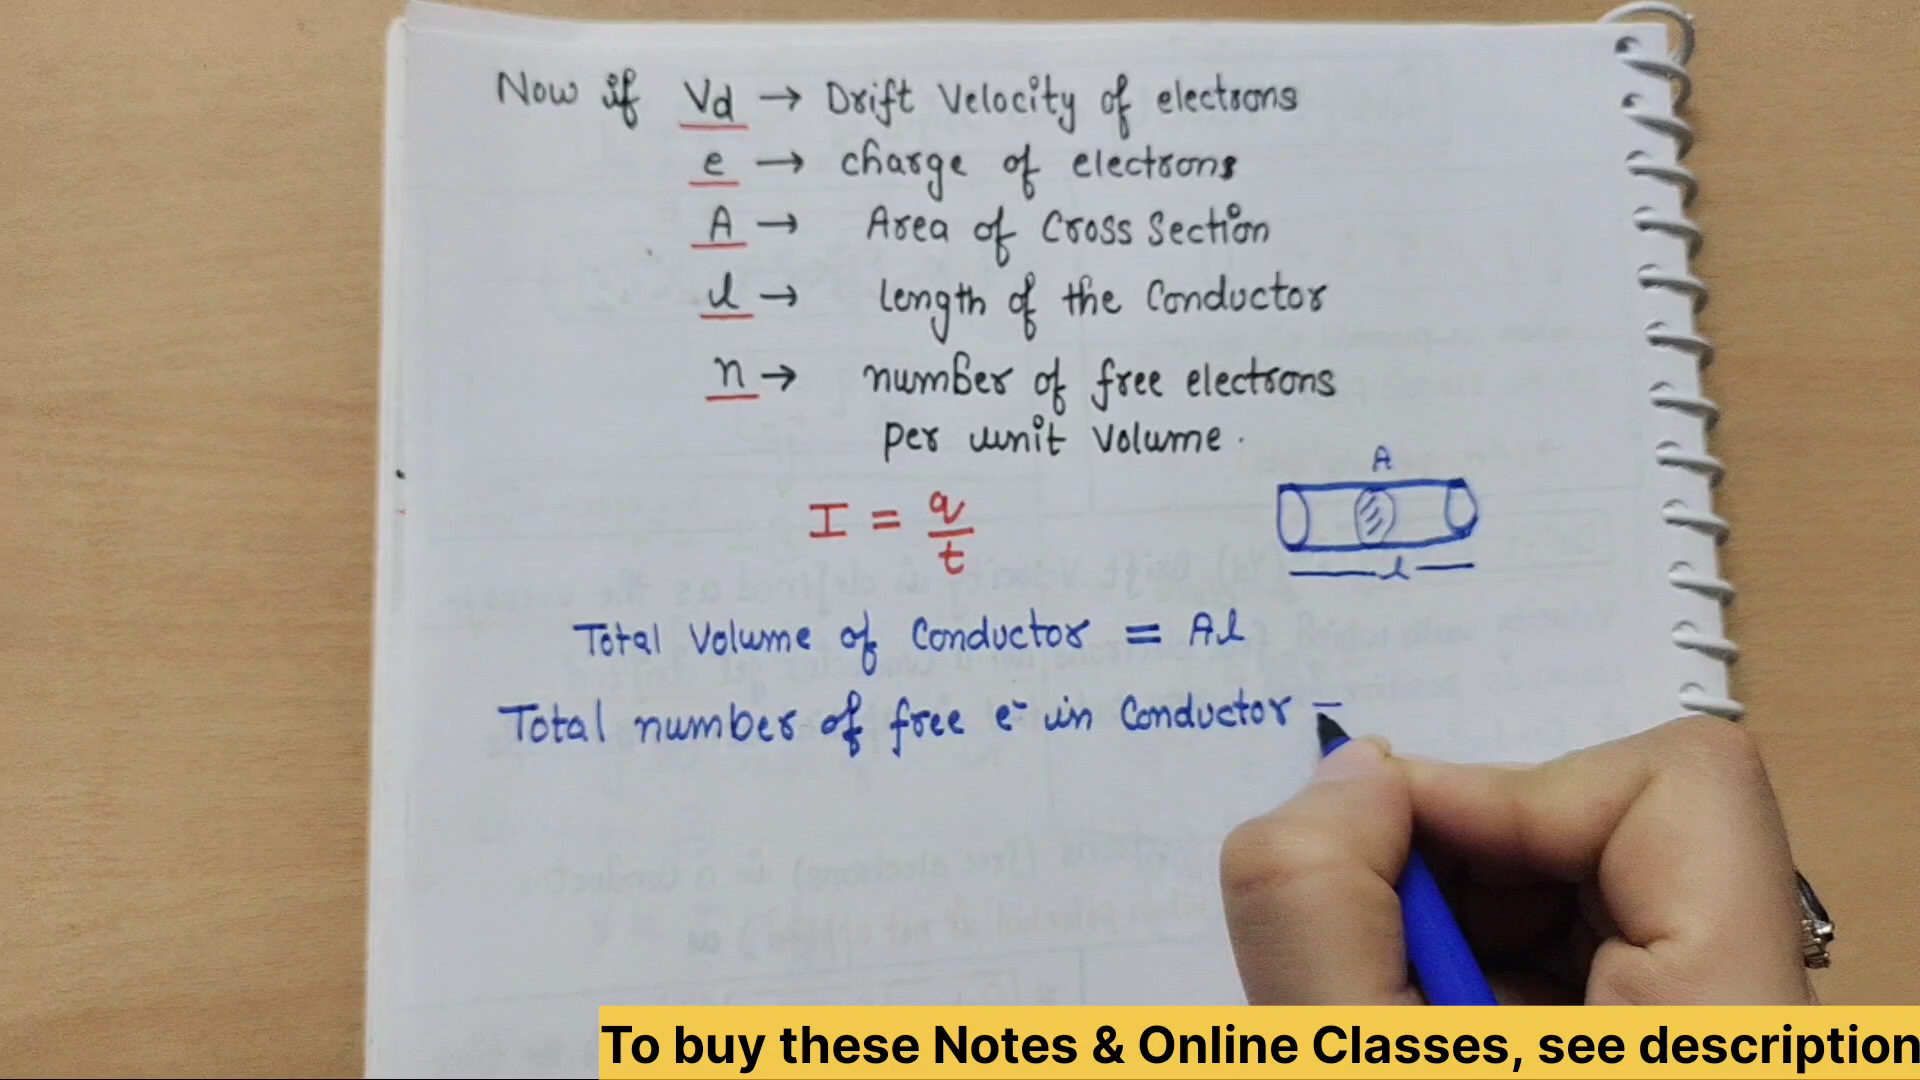 Now if Vd → Drift Velocity of electrons
e → charge of electrons
A → Area of Cross Section
l → length of the Conductor
n → number of free electrons
per unit volume.
I = q/t
A
l
Total Volume of Conductor = Al
Total number of free e⁻ in Conductor =
To buy these Notes & Online Classes, see description